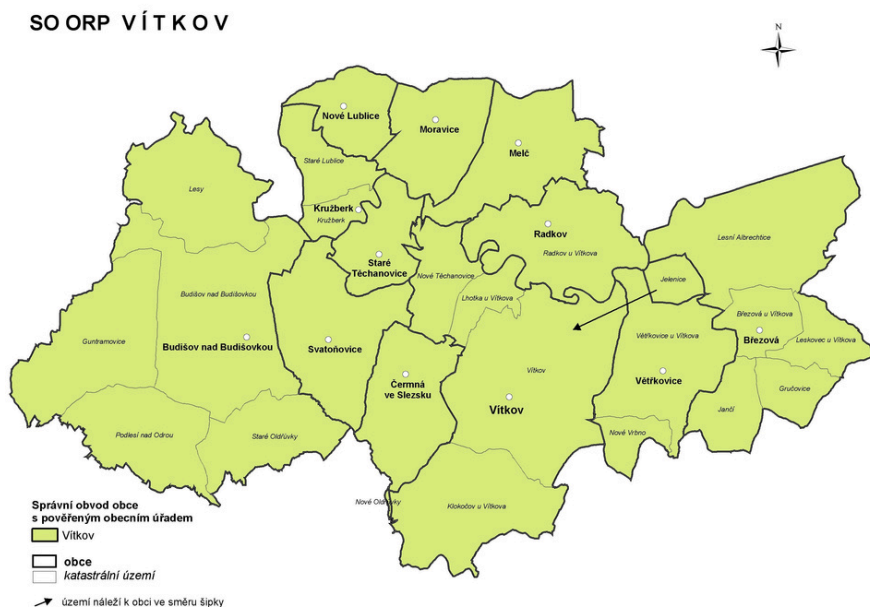 SO ORP VÍTKOV
N
Nové Lublice
Moravice
Melč
Staré Lublice
Lesy
Kružberk
Kružberk
Radkov
Radkov u Vítkova
Lesní Albrechtice
Staré
Těchanovice
Nové Těchanovice
Jelenice
Budišov nad Budišovkou
Lhotka u Vítkova
Březová u Vítkova
Guntramovice
Budišov nad Budišovkou
Svatoňovice
Větřkovice u Vítkova
Březová
Leskovec u Vítkova
Vítkov
Větřkovice
Čermná
ve Slezsku
Vítkov
Gručovice
Jančí
Podlesí nad Odrou
Staré Oldřůvky
Nové Vrbno
Nové Oldřůvky
Klokočov u Vítkova
Správní obvod obce
s pověřeným obecním úřadem
Vítkov
obce
katastrální území
území náleží k obci ve směru šipky